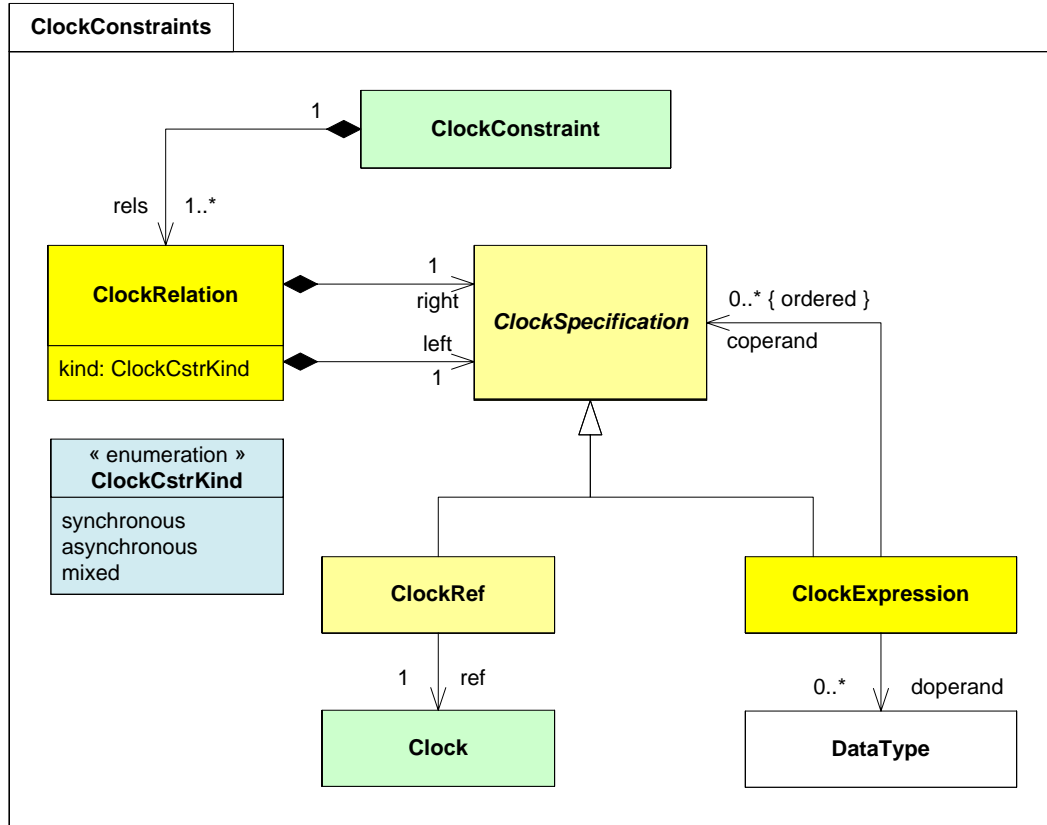 ClockConstraints
1
ClockConstraint
rels 1..*
ClockRelation
kind: ClockCstrKind
1
right
left
1
ClockSpecification
0..* { ordered }
coperand
« enumeration »
ClockCstrKind
synchronous
asynchronous
mixed
ClockRef
ClockExpression
1 ref
0..* doperand
Clock
DataType